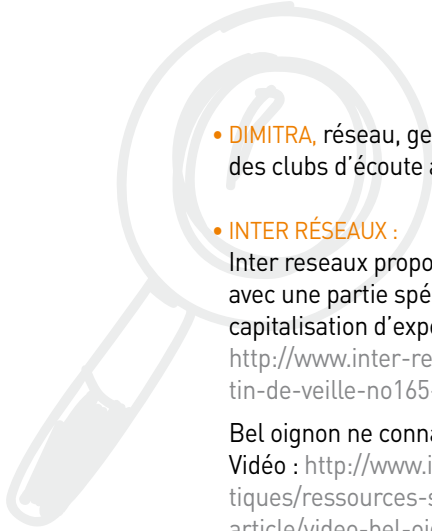 • DIMITRA, réseau, ge
des clubs d'écoute
• INTER RÉSEAUX :
Inter reseaux propo
avec une partie spé
capitalisation d'expe
http://www.inter-re
tin-de-veille-no165
Bel oignon ne conna
Vidéo : http://www.i
tiques/ressources-s
article/video-bel-oi